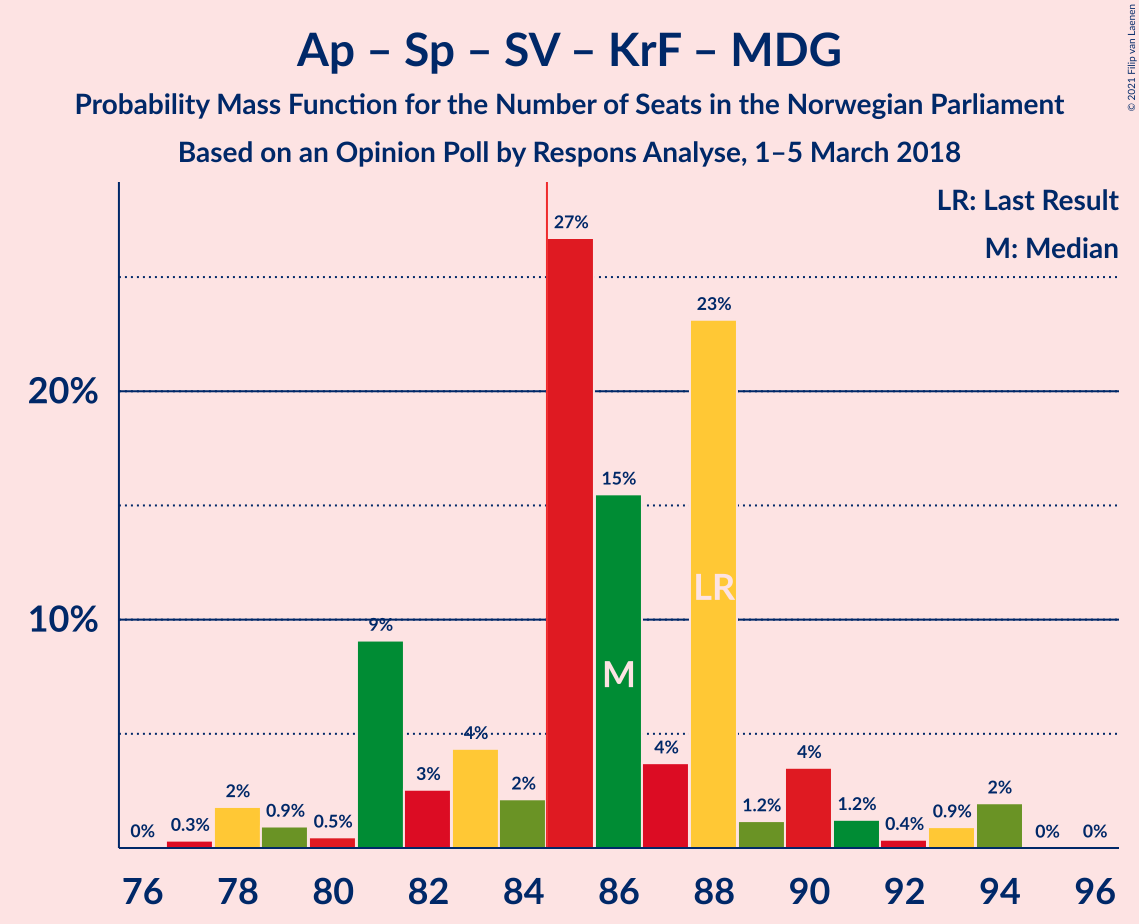 Ap – Sp – SV – KrF – MDG
Probability Mass Function for the Number of Seats in the Norwegian Parliament
Based on an Opinion Poll by Respons Analyse, 1–5 March 2018
© 2021 Filip van Laenen
LR: Last Result
M: Median
20%
10%
0%
0.3%
2%
0.9%
0.5%
9%
3%
4%
2%
27%
15%
4%
23%
1.2%
4%
1.2%
0.4%
0.9%
2%
0%
0%
M
LR
76 78 80 82 84 86 88 90 92 94 96